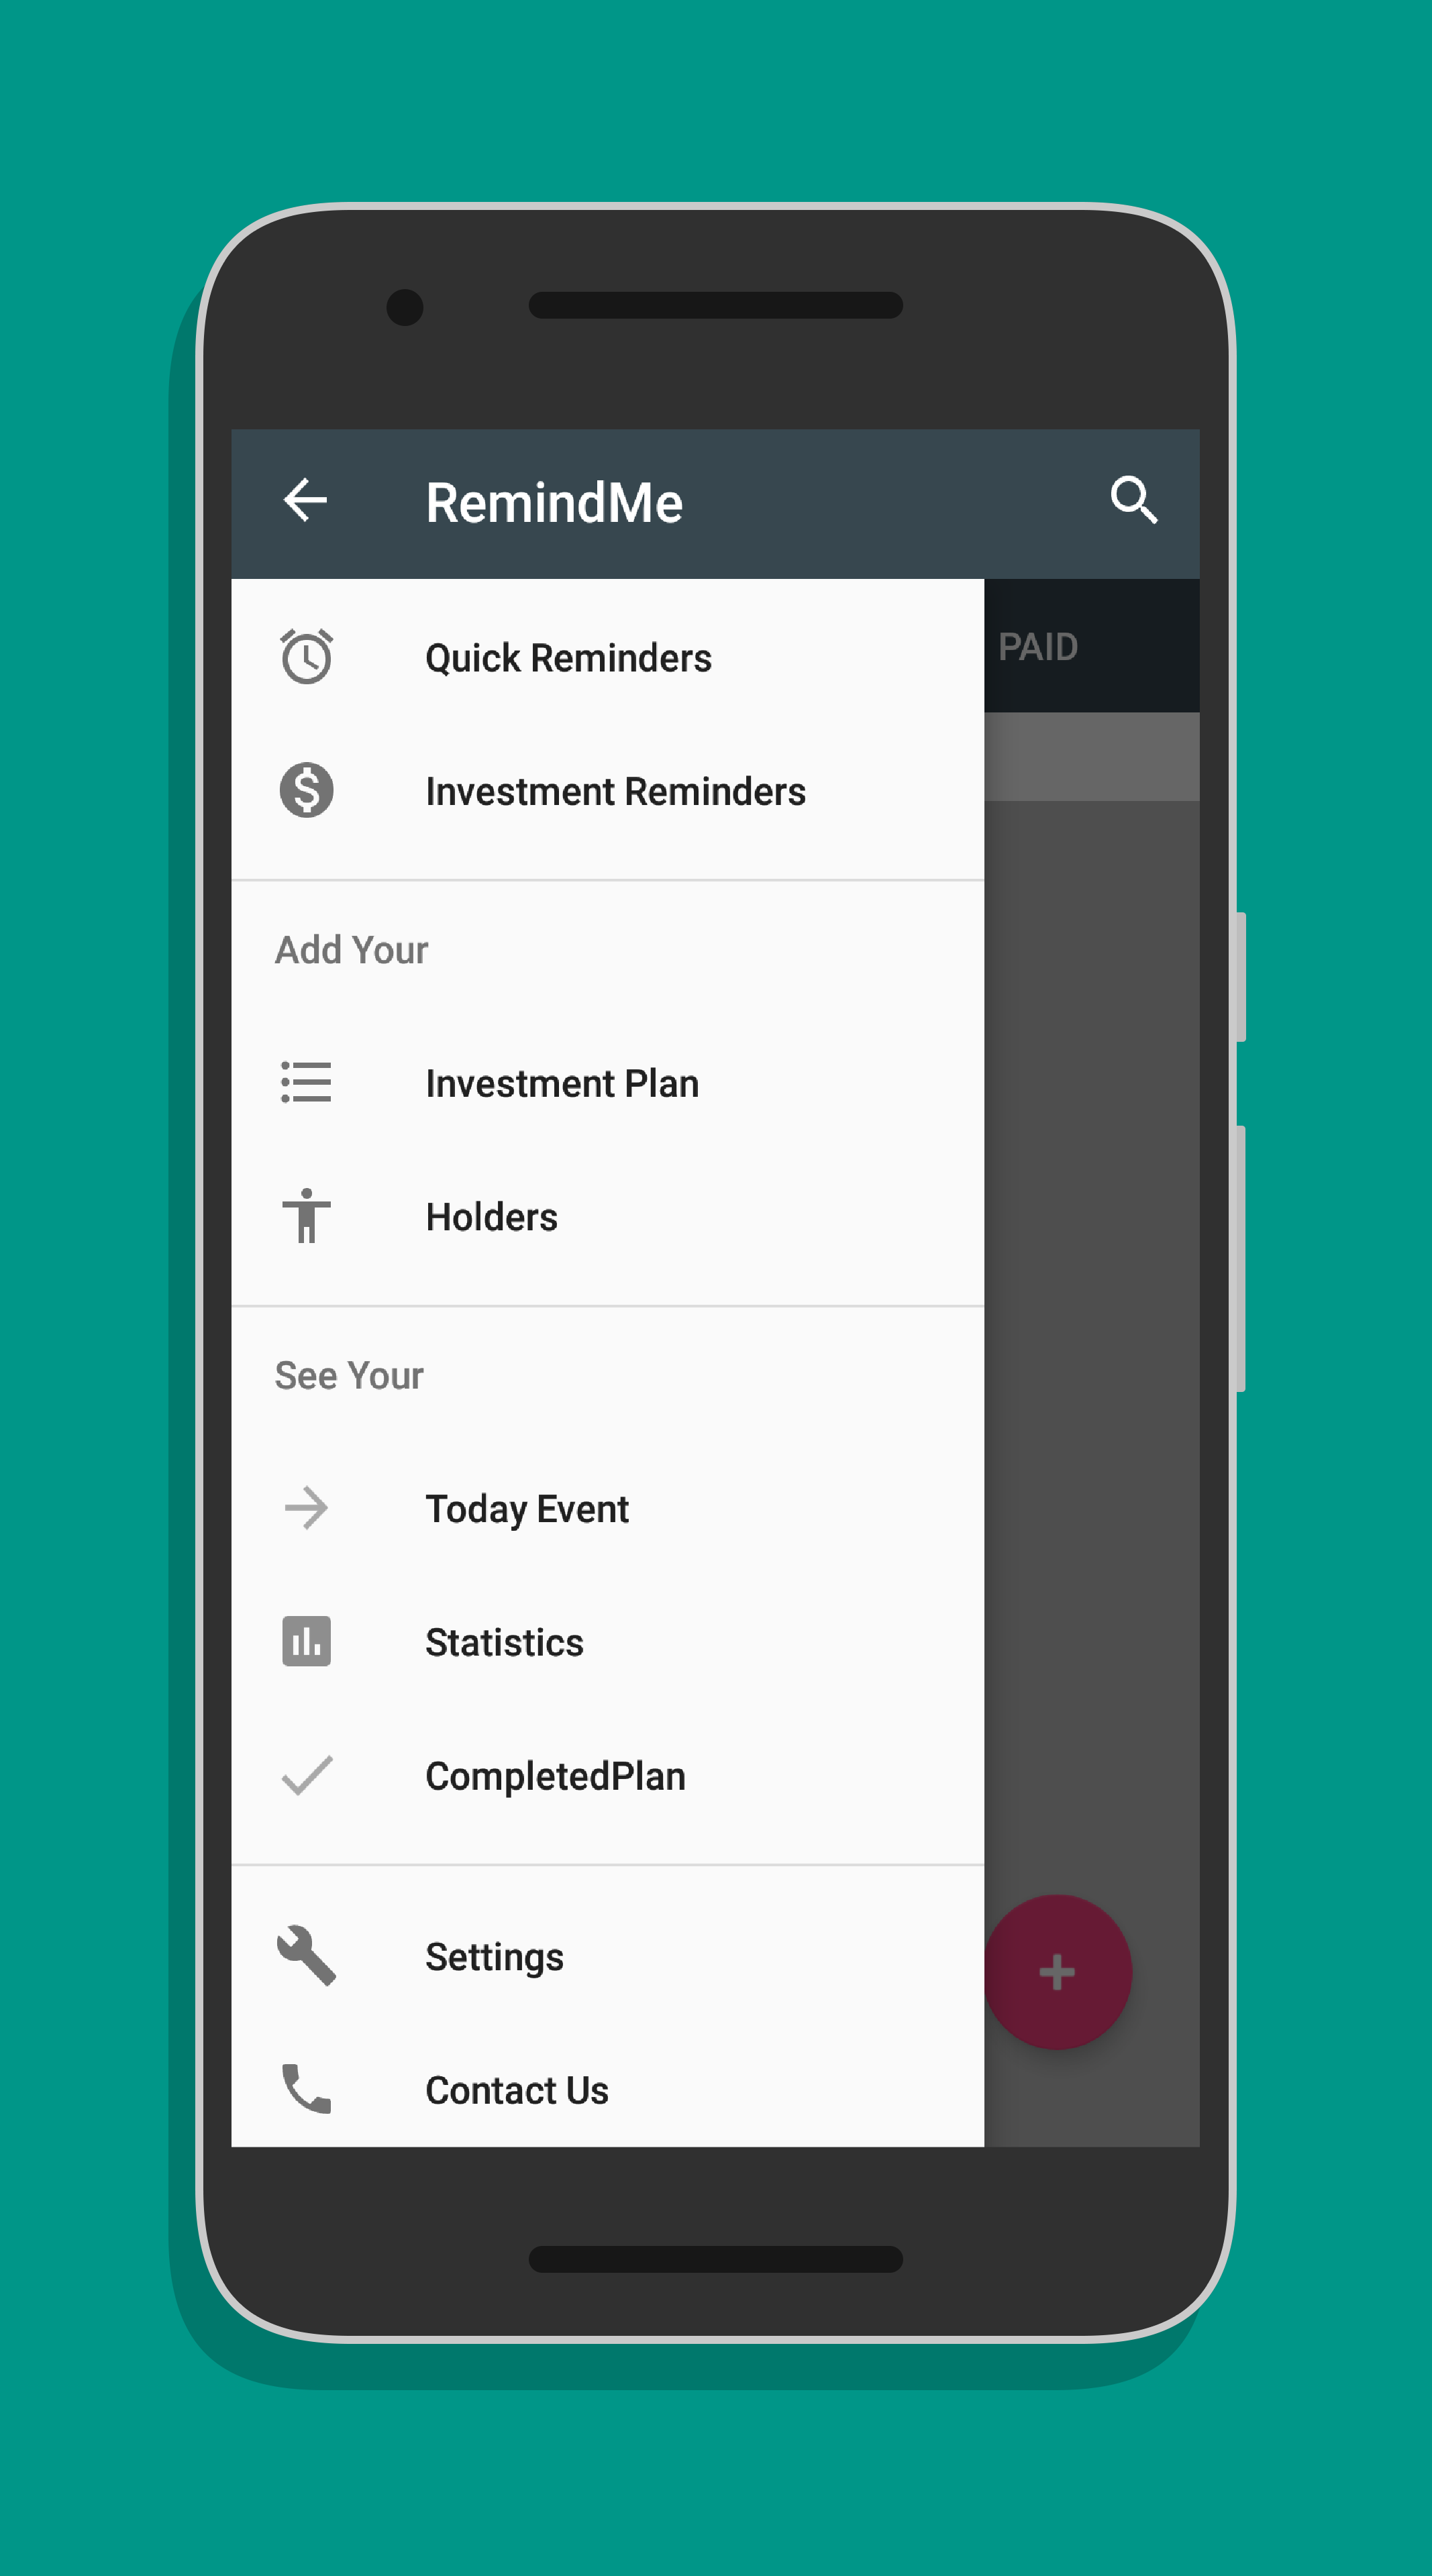 RemindMe
Quick Reminders
PAID
Investment Reminders
Add Your
Investment Plan
Holders
See Your
Today Event
Statistics
CompletedPlan
Settings
Contact Us